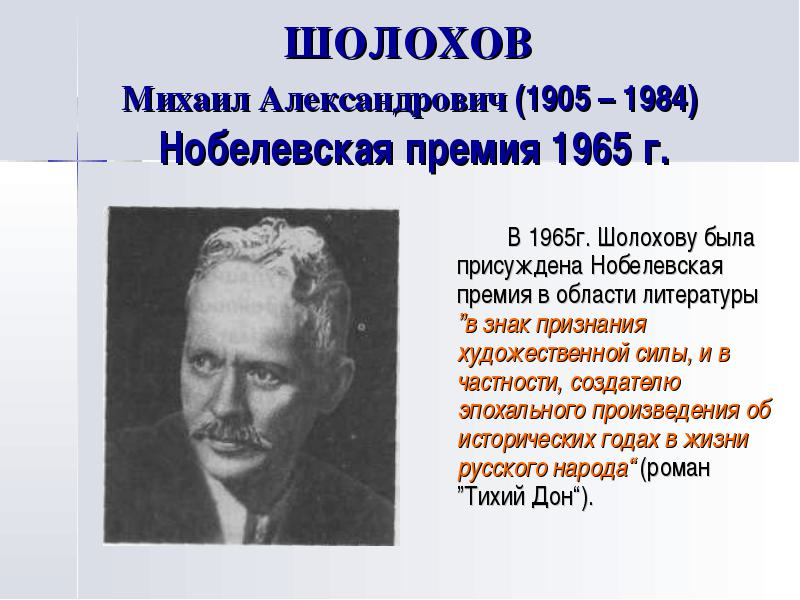 ШОЛОХОВ
Михаил Александрович (1905 – 1984)
Нобелевская премия 1965 г.
В 1965г. Шолохову была
присуждена Нобелевская
премия в области литературы
”в знак признания
художественной силы, и в
частности, создателю
эпохального произведения об
исторических годах в жизни
русского народа“ (роман
”Тихий Дон“).